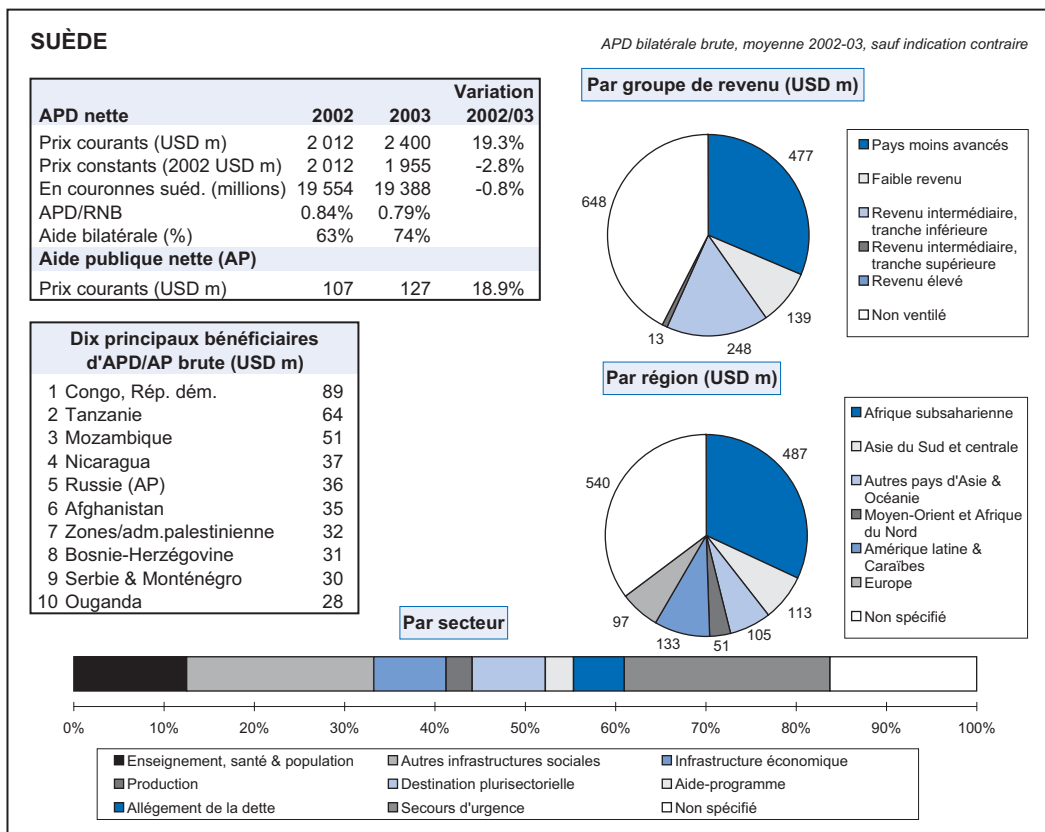 SUÈDE
APD bilatérale brute, moyenne 2002-03, sauf indication contraire
Variation
APD nette 2002 2003 2002/03
Prix courants (USD m) 2 012 2 400 19.3%
Prix constants (2002 USD m) 2 012 1 955 -2.8%
En couronnes suéd. (millions) 19 554 19 388 -0.8%
APD/RNB 0.84% 0.79%
Aide bilatérale (%) 63% 74%
Aide publique nette (AP)
Prix courants (USD m) 107 127 18.9%
Dix principaux bénéficiaires
d'APD/AP brute (USD m)
1 Congo, Rép. dém. 89
2 Tanzanie 64
3 Mozambique 51
4 Nicaragua 37
5 Russie (AP) 36
6 Afghanistan 35
7 Zones/adm.palestinienne 32
8 Bosnie-Herzégovine 31
9 Serbie & Monténégro 30
10 Ouganda 28
Par groupe de revenu (USD m)
477
139
248
13
648
Pays moins avancés
Faible revenu
Revenu intermédiaire,
tranche inférieure
Revenu intermédiaire,
tranche supérieure
Revenu élevé
Non ventilé
Par région (USD m)
487
113
105
51
133
97
540
Afrique subsaharienne
Asie du Sud et centrale
Autres pays d'Asie &
Océanie
Moyen-Orient et Afrique
du Nord
Amérique latine &
Caraïbes
Europe
Non spécifié
Par secteur
0% 10% 20% 30% 40% 50% 60% 70% 80% 90% 100%
Enseignement, santé & population Autres infrastructures sociales Infrastructure économique
Production Destination plurisectorielle Aide-programme
Allégement de la dette Secours d'urgence Non spécifié